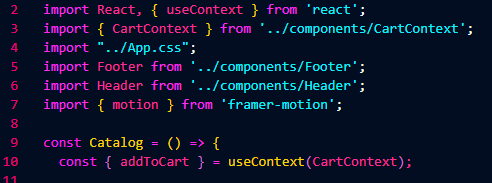 2 import React, { useContext } from 'react';
3 import { CartContext } from '../components/CartContext';
4 import "../App.css";
5 import Footer from '../components/Footer';
6 import Header from '../components/Header';
7 import { motion } from 'framer-motion';
8
9 const Catalog = () => {
10 const { addToCart } = useContext(CartContext);
11